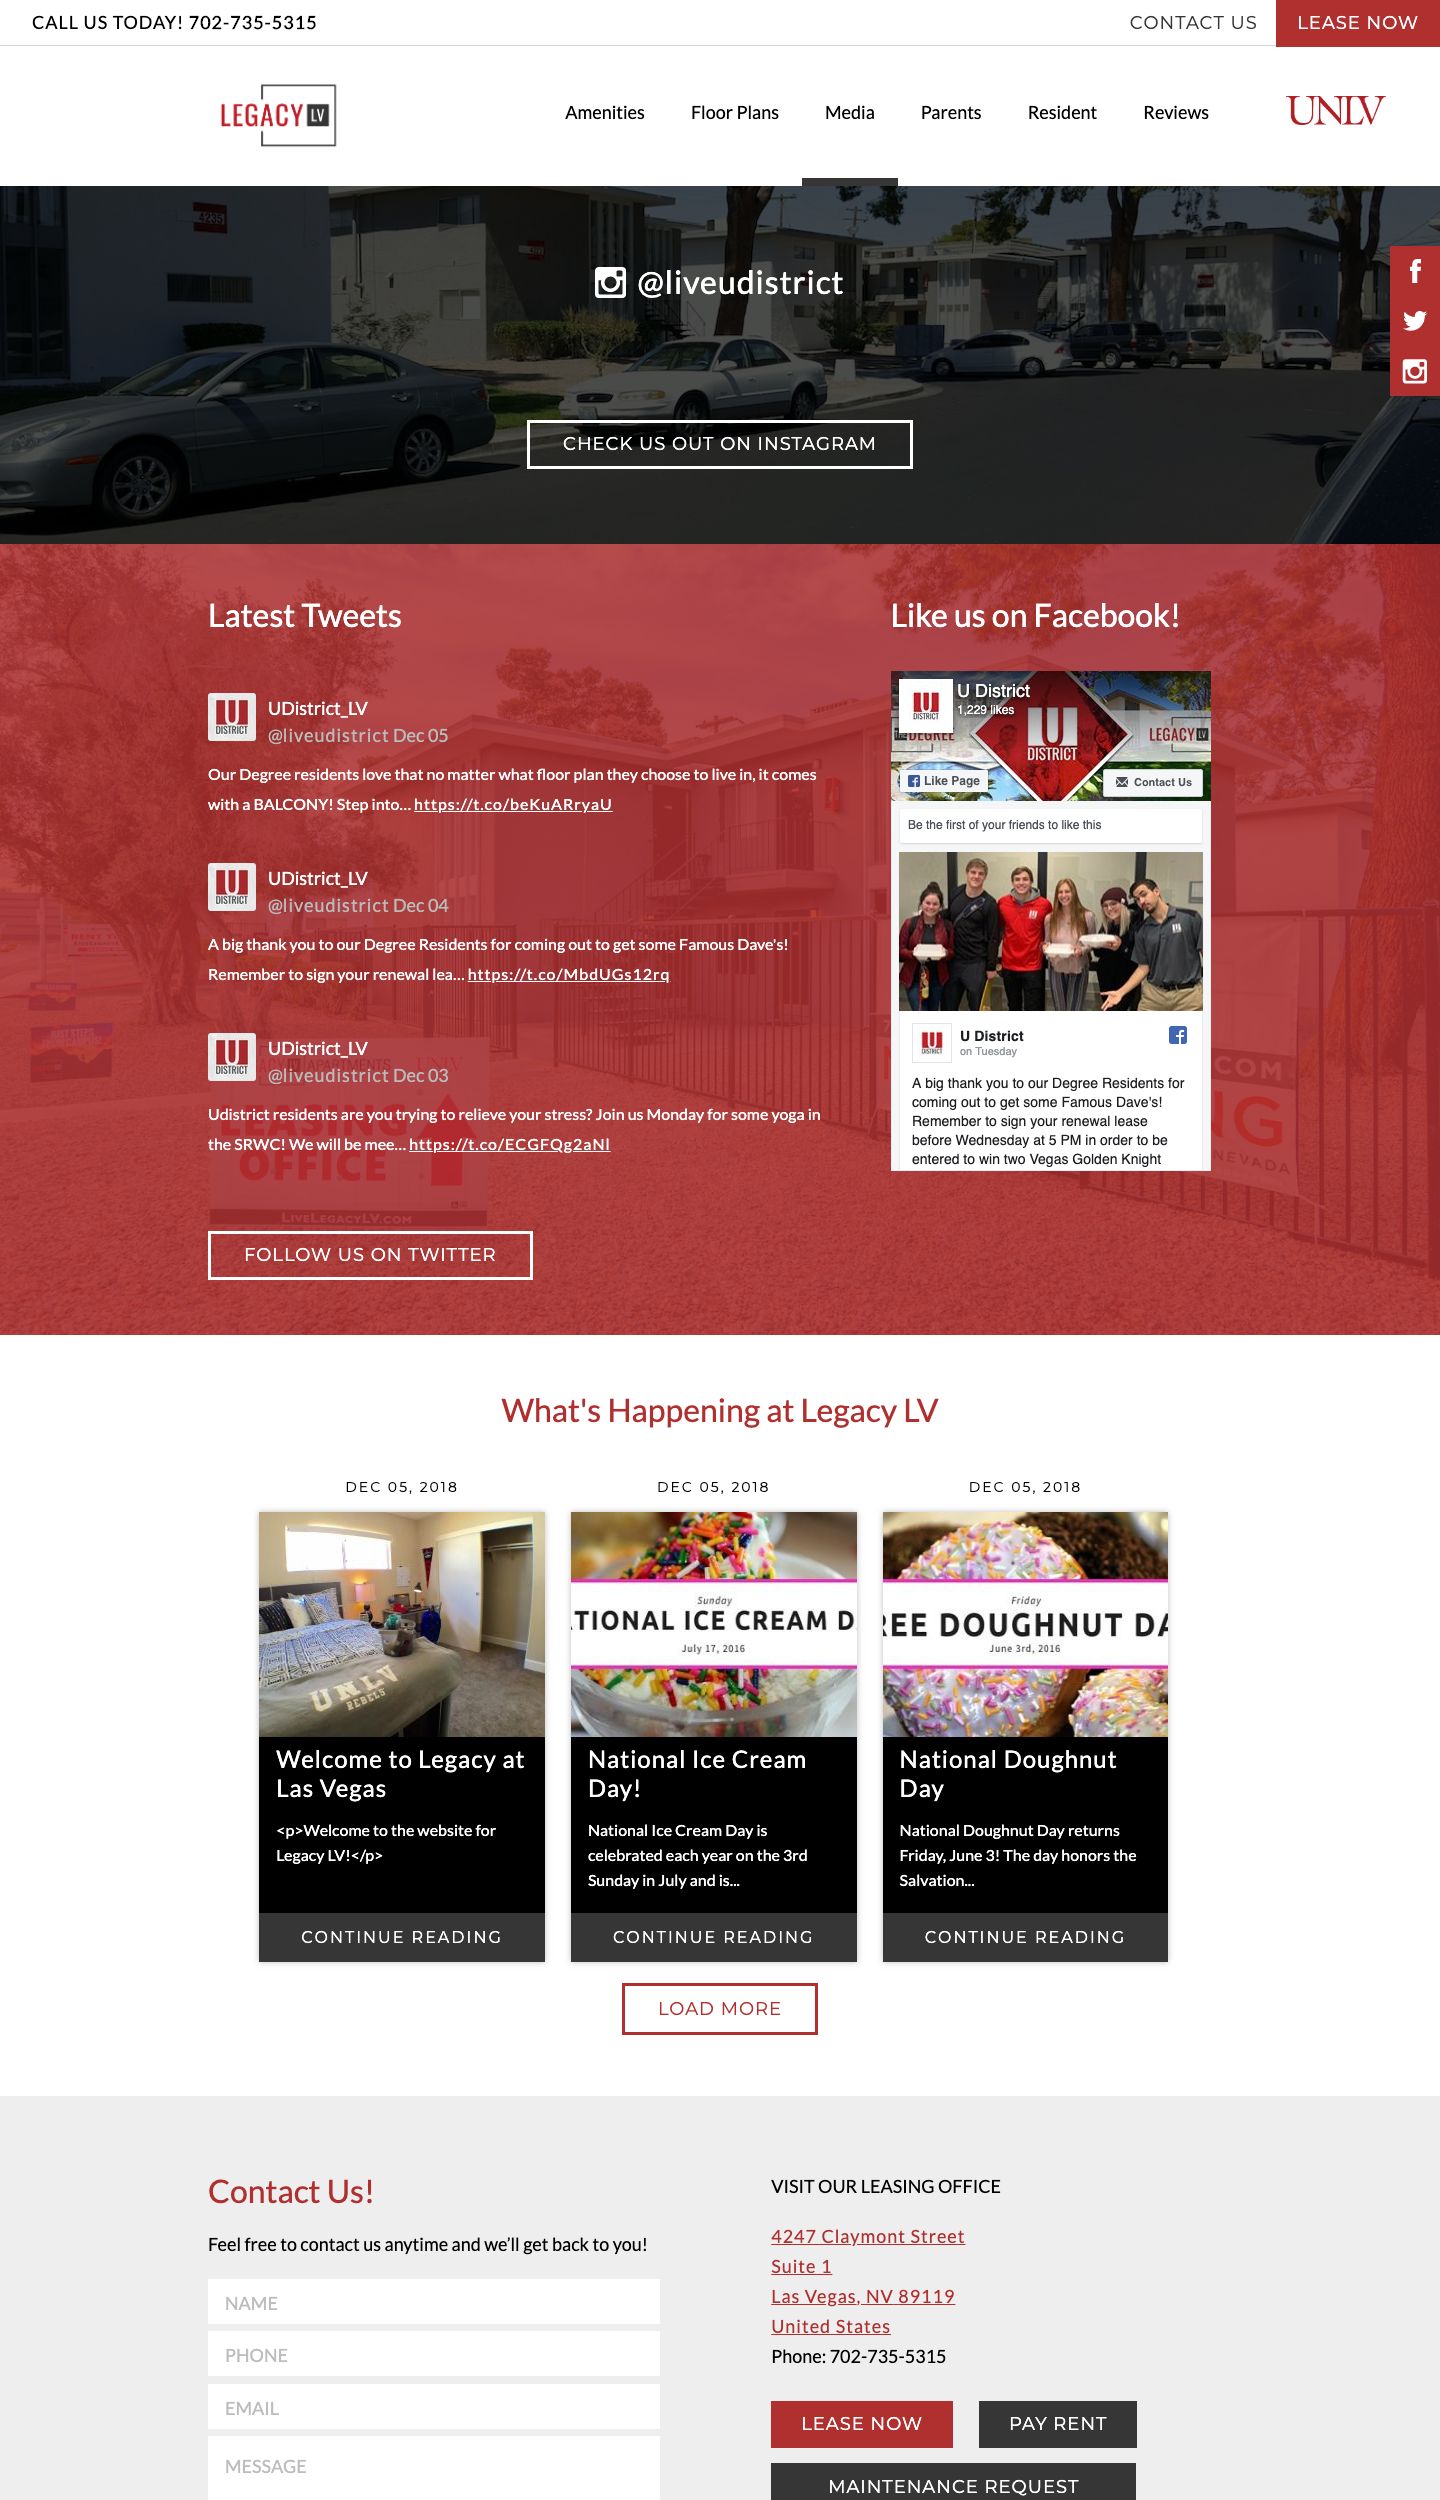 CALL US TODAY! 702-735-5315
CONTACT US
LEASE NOW
LEGACY LV
Amenities
Floor Plans
Media
Parents
Resident
Reviews
UNLV
4235
@liveudistrict
CHECK US OUT ON INSTAGRAM
Latest Tweets
UDistrict_LV
@liveudistrict Dec 05
Our Degree residents love that no matter what floor plan they choose to live in, it comes
with a BALCONY! Step into... https://t.co/beKuARryaU
UDistrict_LV
@liveudistrict Dec 04
A big thank you to our Degree Residents for coming out to get some Famous Dave's!
Remember to sign your renewal lea... https://t.co/MbdUGs12rq
UDistrict_LV
@liveudistrict Dec 03
Udistrict residents are you trying to relieve your stress? Join us Monday for some yoga in
the SRWC! We will be mee... https://t.co/ECGFQg2aNl
LEASING
OFFICE
LIVELEGACYLV.COM
FOLLOW US ON TWITTER
Like us on Facebook!
U District
1,229 likes
U DISTRICT
DEGREE
LEGACY LV
Like Page
Contact Us
Be the first of your friends to like this
U District
on Tuesday
A big thank you to our Degree Residents for
coming out to get some Famous Dave's!
Remember to sign your renewal lease
before Wednesday at 5 PM in order to be
entered to win two Vegas Golden Knight
What's Happening at Legacy LV
DEC 05, 2018
DEC 05, 2018
DEC 05, 2018
UNLV
REBELS
Sunday
TIONAL ICE CREAM D
July 17, 2016
Friday
REE DOUGHNUT DA
June 3rd, 2016
Welcome to Legacy at
Las Vegas
<p>Welcome to the website for
Legacy LV!</p>
CONTINUE READING
National Ice Cream
Day!
National Ice Cream Day is
celebrated each year on the 3rd
Sunday in July and is...
CONTINUE READING
National Doughnut
Day
National Doughnut Day returns
Friday, June 3! The day honors the
Salvation...
CONTINUE READING
LOAD MORE
Contact Us!
Feel free to contact us anytime and we'll get back to you!
NAME
PHONE
EMAIL
MESSAGE
VISIT OUR LEASING OFFICE
4247 Claymont Street
Suite 1
Las Vegas, NV 89119
United States
Phone: 702-735-5315
LEASE NOW
PAY RENT
MAINTENANCE REQUEST